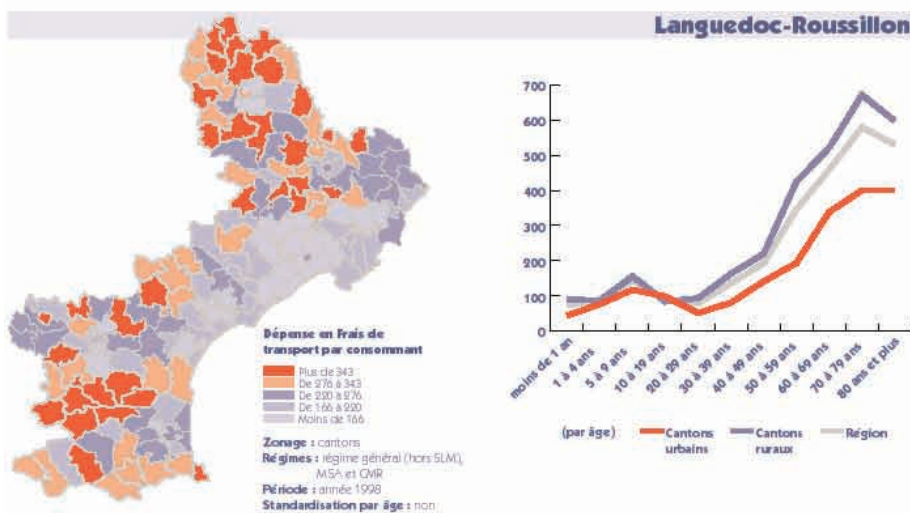 Languedoc-Roussillon
Dépense en Frais de
transport par consommant
Plus de 343
De 276 à 343
De 220 à 276
De 166 à 220
Moins de 166
Zonage : cantons
Régimes : régime général (hors SLM),
MSA et CMR
Période : année 1998
Standardisation par âge : non
700
600
500
400
300
200
100
0
moins de 1 an
1 à 4 ans
5 à 9 ans
10 à 19 ans
20 à 29 ans
30 à 39 ans
40 à 49 ans
50 à 59 ans
60 à 69 ans
70 à 79 ans
80 ans et plus
(par âge)
Cantons urbains
Cantons ruraux
Région